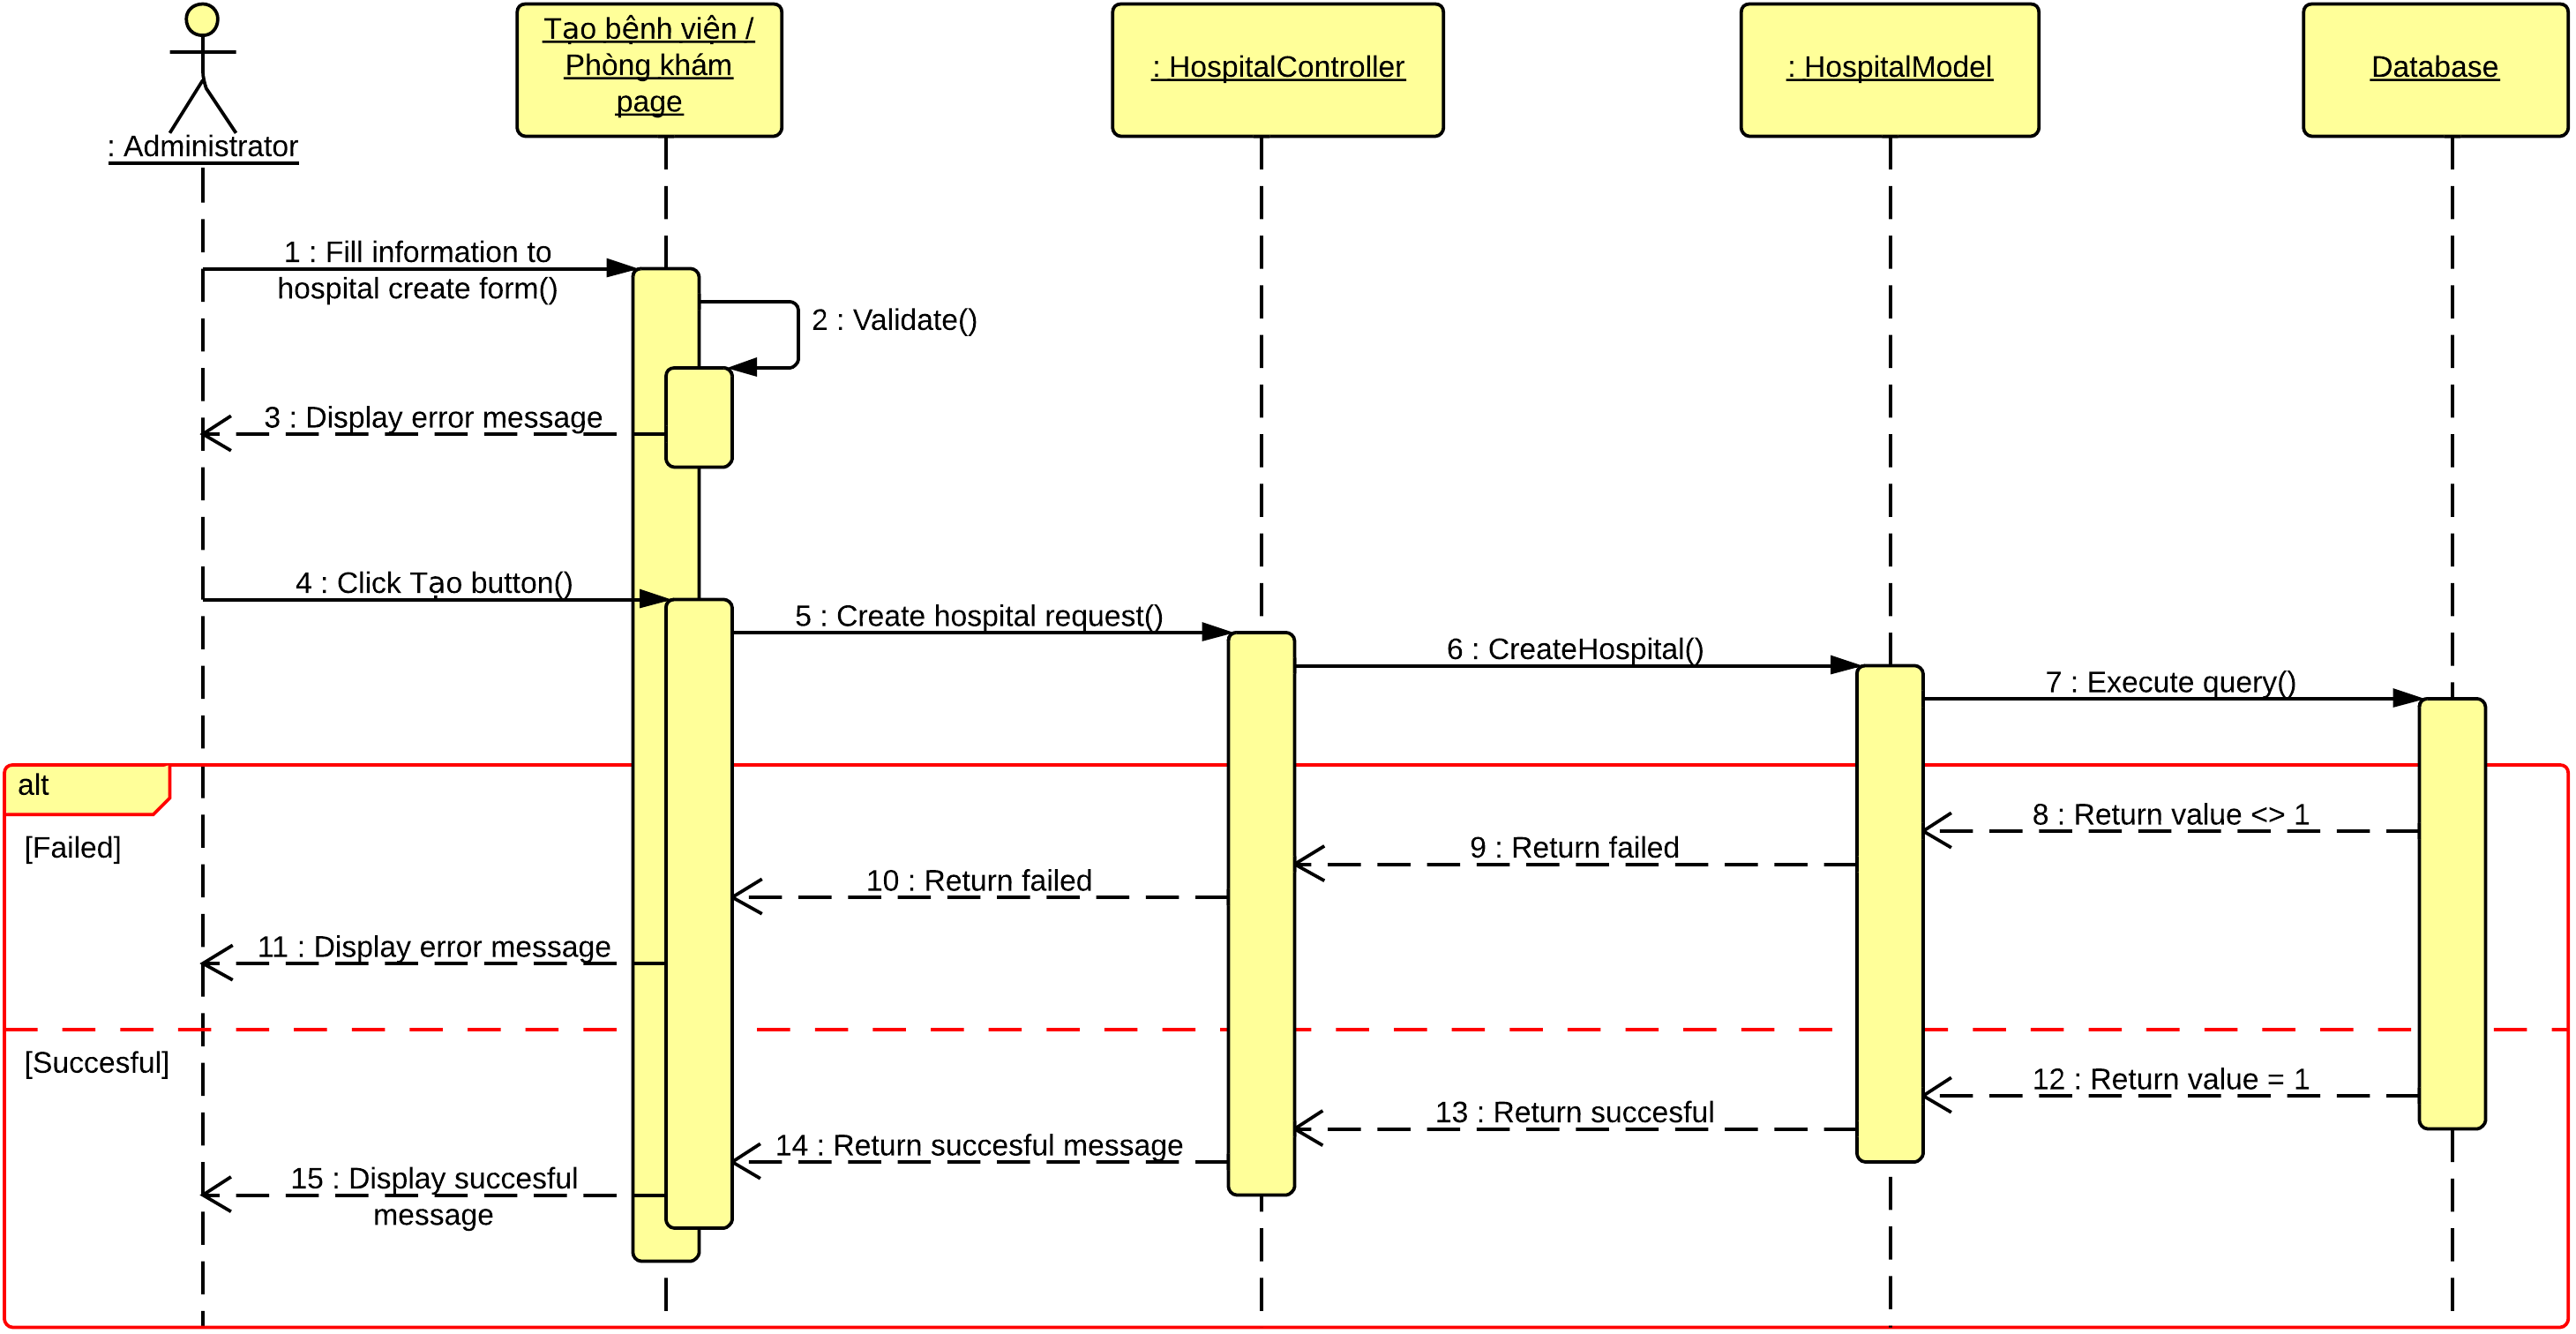 : Administrator
Tạo bệnh viện /
Phòng khám
page
: HospitalController
: HospitalModel
Database
1 : Fill information to
hospital create form()
2 : Validate()
3 : Display error message
4 : Click Tạo button()
5 : Create hospital request()
6 : CreateHospital()
7 : Execute query()
alt
[Failed]
8 : Return value <> 1
9 : Return failed
10 : Return failed
11 : Display error message
[Succesful]
12 : Return value = 1
13 : Return succesful
14 : Return succesful message
15 : Display succesful
message